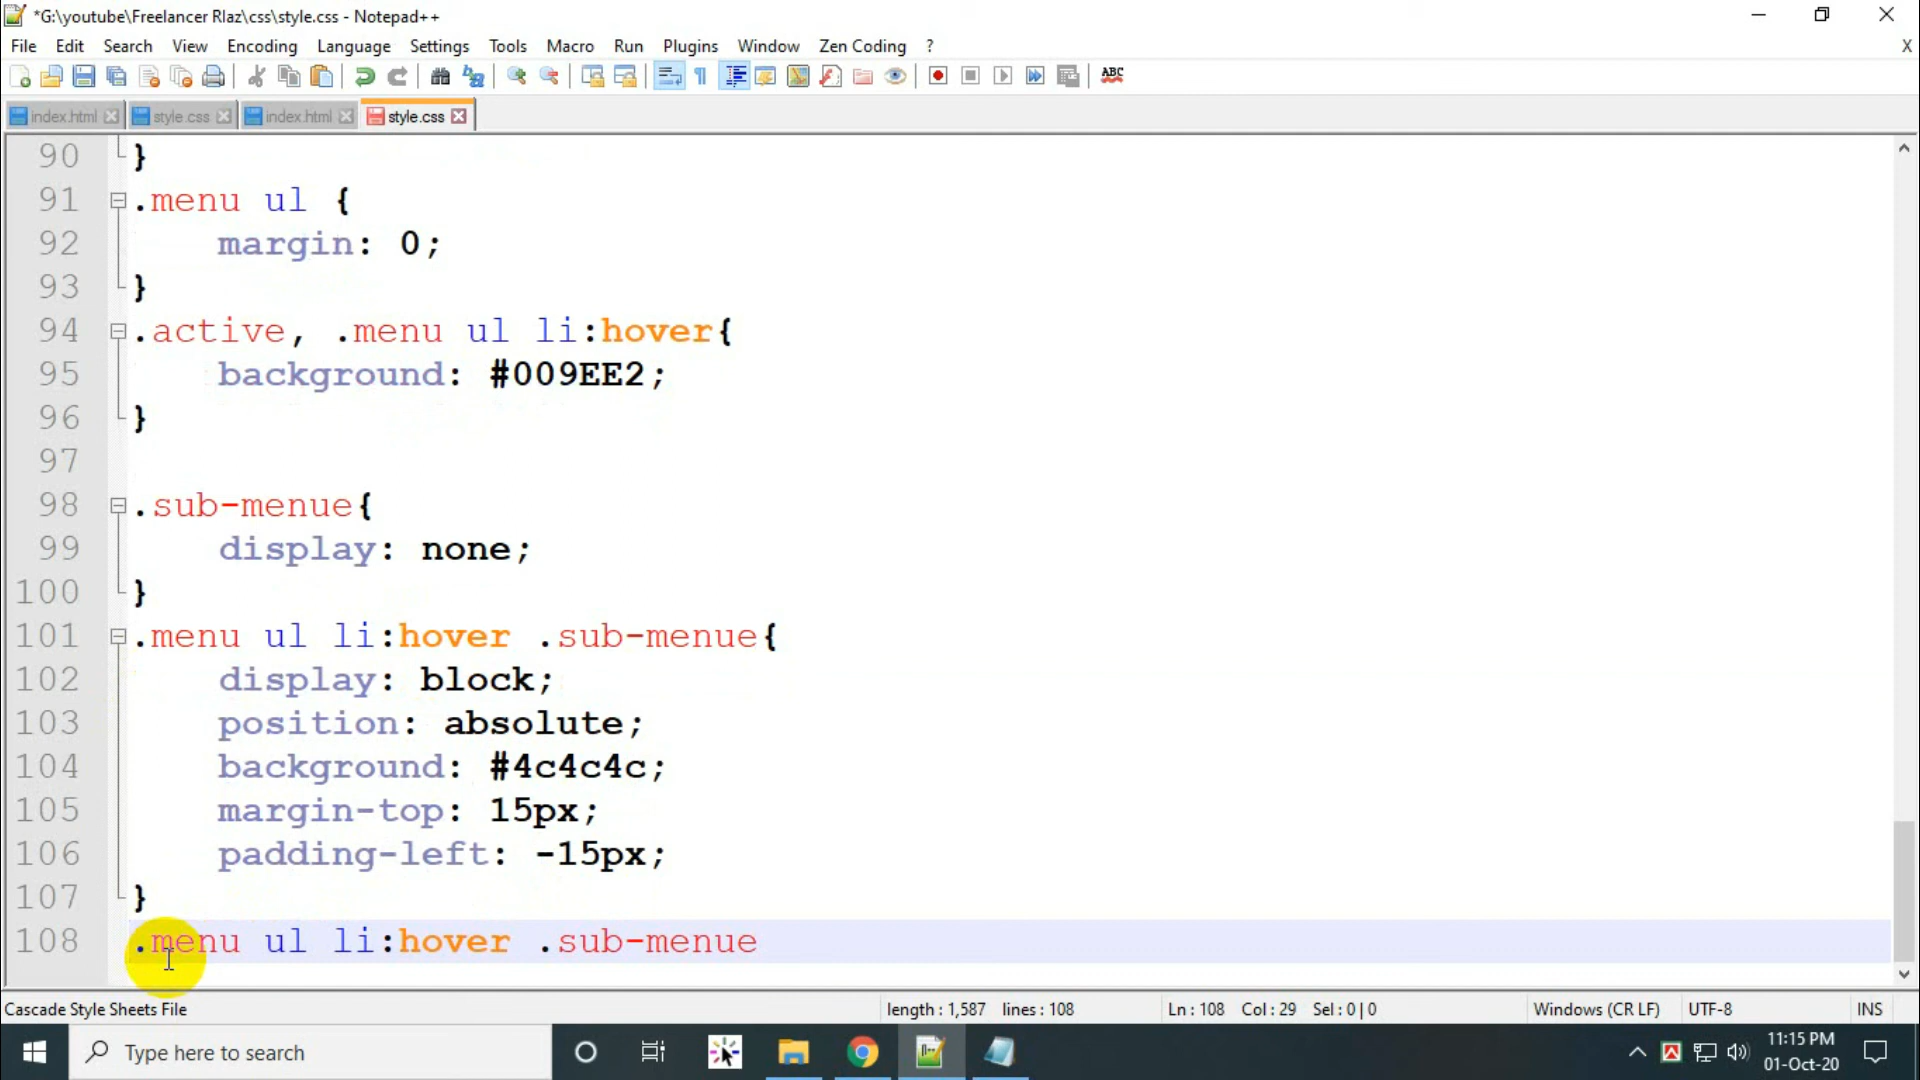 *G:\youtube\Freelancer Rlaz\css\style.css - Notepad++
File Edit Search View Encoding Language Settings Tools Macro Run Plugins Window Zen Coding ? X
ABC
index.html style.css index.html style.css
90 }
91 .menu ul {
92 margin: 0;
93 }
94 .active, .menu ul li:hover{
95 background: #009EE2;
96 }
97
98 .sub-menue{
99 display: none;
100 }
101 .menu ul li:hover .sub-menue{
102 display: block;
103 position: absolute;
104 background: #4c4c4c;
105 margin-top: 15px;
106 padding-left: -15px;
107 }
108 .menu ul li:hover .sub-menue
Cascade Style Sheets File length : 1,587 lines : 108 Ln : 108 Col : 29 Sel : 0 | 0 Windows (CR LF) UTF-8 INS
Type here to search
11:15 PM
01-Oct-20